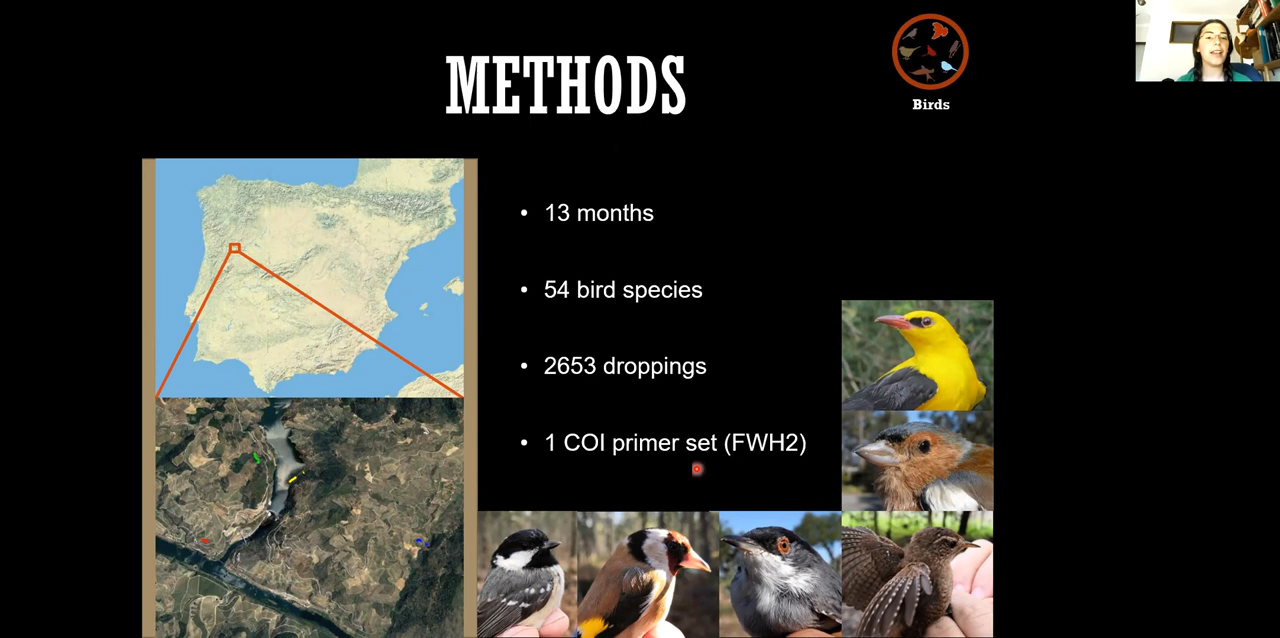 METHODS
Birds
• 13 months
• 54 bird species
• 2653 droppings
• 1 COI primer set (FWH2)